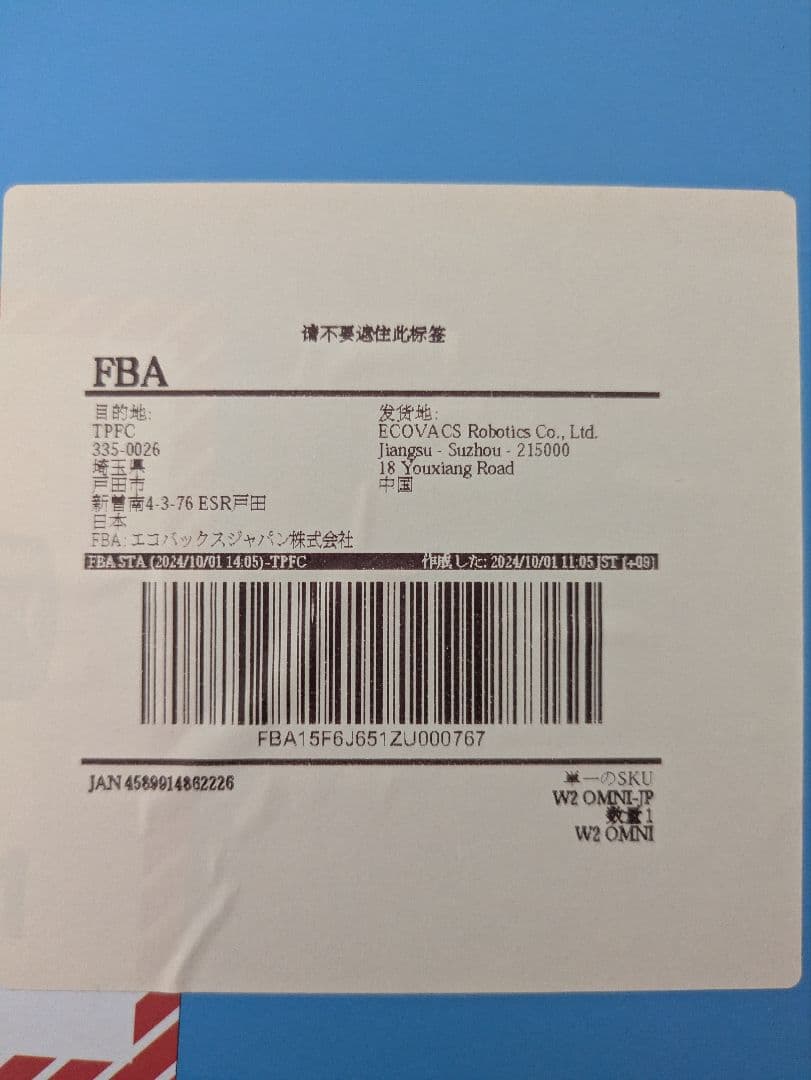 请不要遮住此标签
FBA
目的地:
TPFC
335-0026
埼玉県
戸田市
新曽南4-3-76 ESR戸田
日本
FBA: エコバックスジャパン株式会社
发货地:
ECOVACS Robotics Co., Ltd.
Jiangsu - Suzhou - 215000
18 Youxiang Road
中国
FBA STA (2024/10/01 14:05)-TPFC
作成した: 2024/10/01 11:05 JST (+09)
FBA15F6J651ZU000767
JAN 4589914862226
単一のSKU
W2 OMNI-JP
数量 1
W2 OMNI